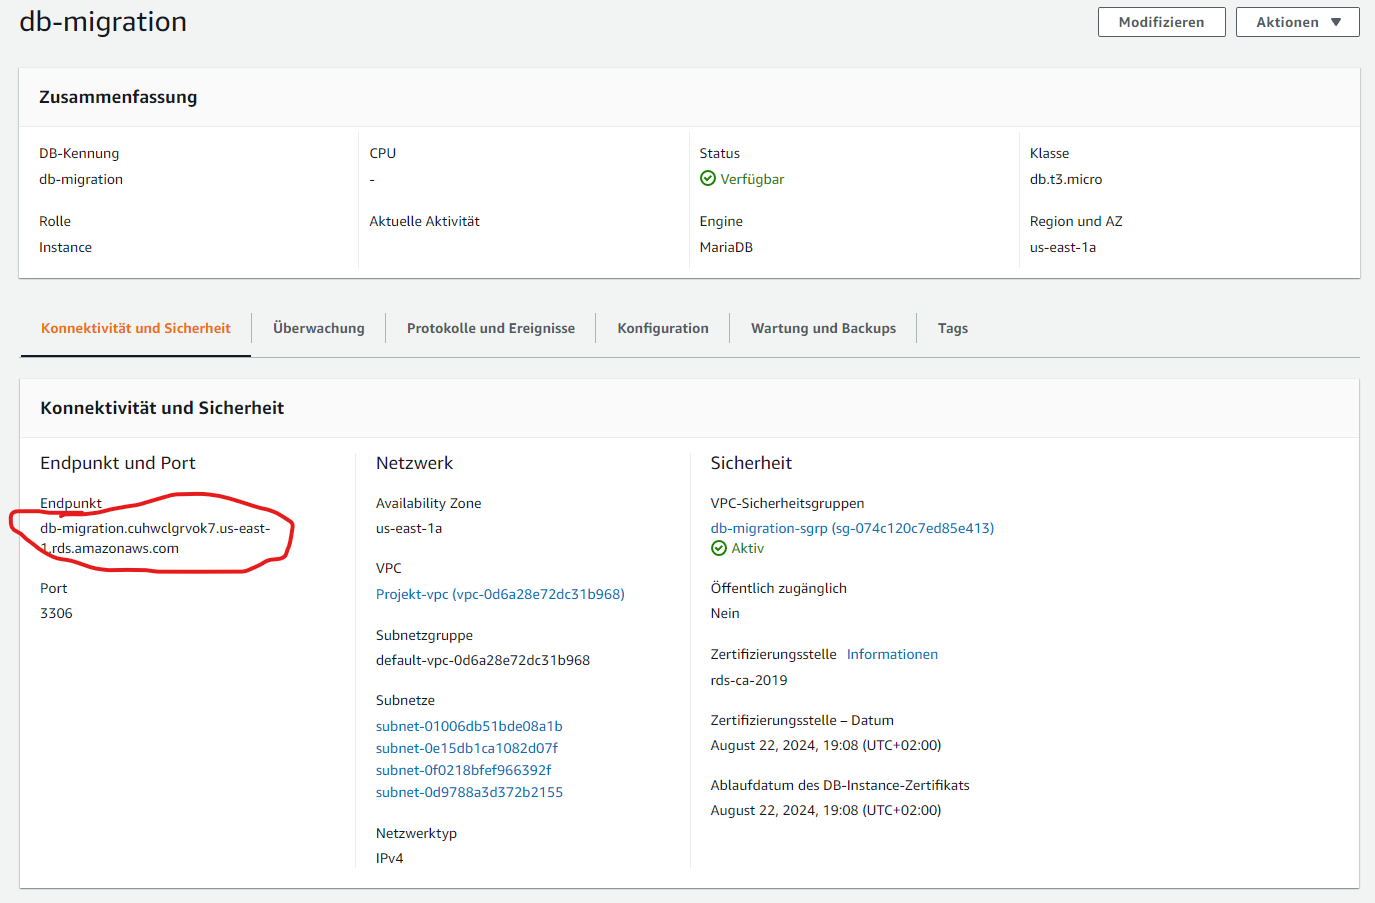 db-migration
Modifizieren
Aktionen
Zusammenfassung
DB-Kennung
db-migration
CPU
-
Status
Verfügbar
Klasse
db.t3.micro
Rolle
Instance
Aktuelle Aktivität
Engine
MariaDB
Region und AZ
us-east-1a
Konnektivität und Sicherheit
Überwachung
Protokolle und Ereignisse
Konfiguration
Wartung und Backups
Tags
Konnektivität und Sicherheit
Endpunkt und Port
Endpunkt
db-migration.cuhwclgrvok7.us-east-
1.rds.amazonaws.com
Port
3306
Netzwerk
Availability Zone
us-east-1a
VPC
Projekt-vpc (vpc-0d6a28e72dc31b968)
Subnetzgruppe
default-vpc-0d6a28e72dc31b968
Subnetze
subnet-01006db51bde08a1b
subnet-0e15db1ca1082d07f
subnet-0f0218bfef966392f
subnet-0d9788a3d372b2155
Netzwerktyp
IPv4
Sicherheit
VPC-Sicherheitsgruppen
db-migration-sgrp (sg-074c120c7ed85e413)
Aktiv
Öffentlich zugänglich
Nein
Zertifizierungsstelle Informationen
rds-ca-2019
Zertifizierungsstelle – Datum
August 22, 2024, 19:08 (UTC+02:00)
Ablaufdatum des DB-Instance-Zertifikats
August 22, 2024, 19:08 (UTC+02:00)